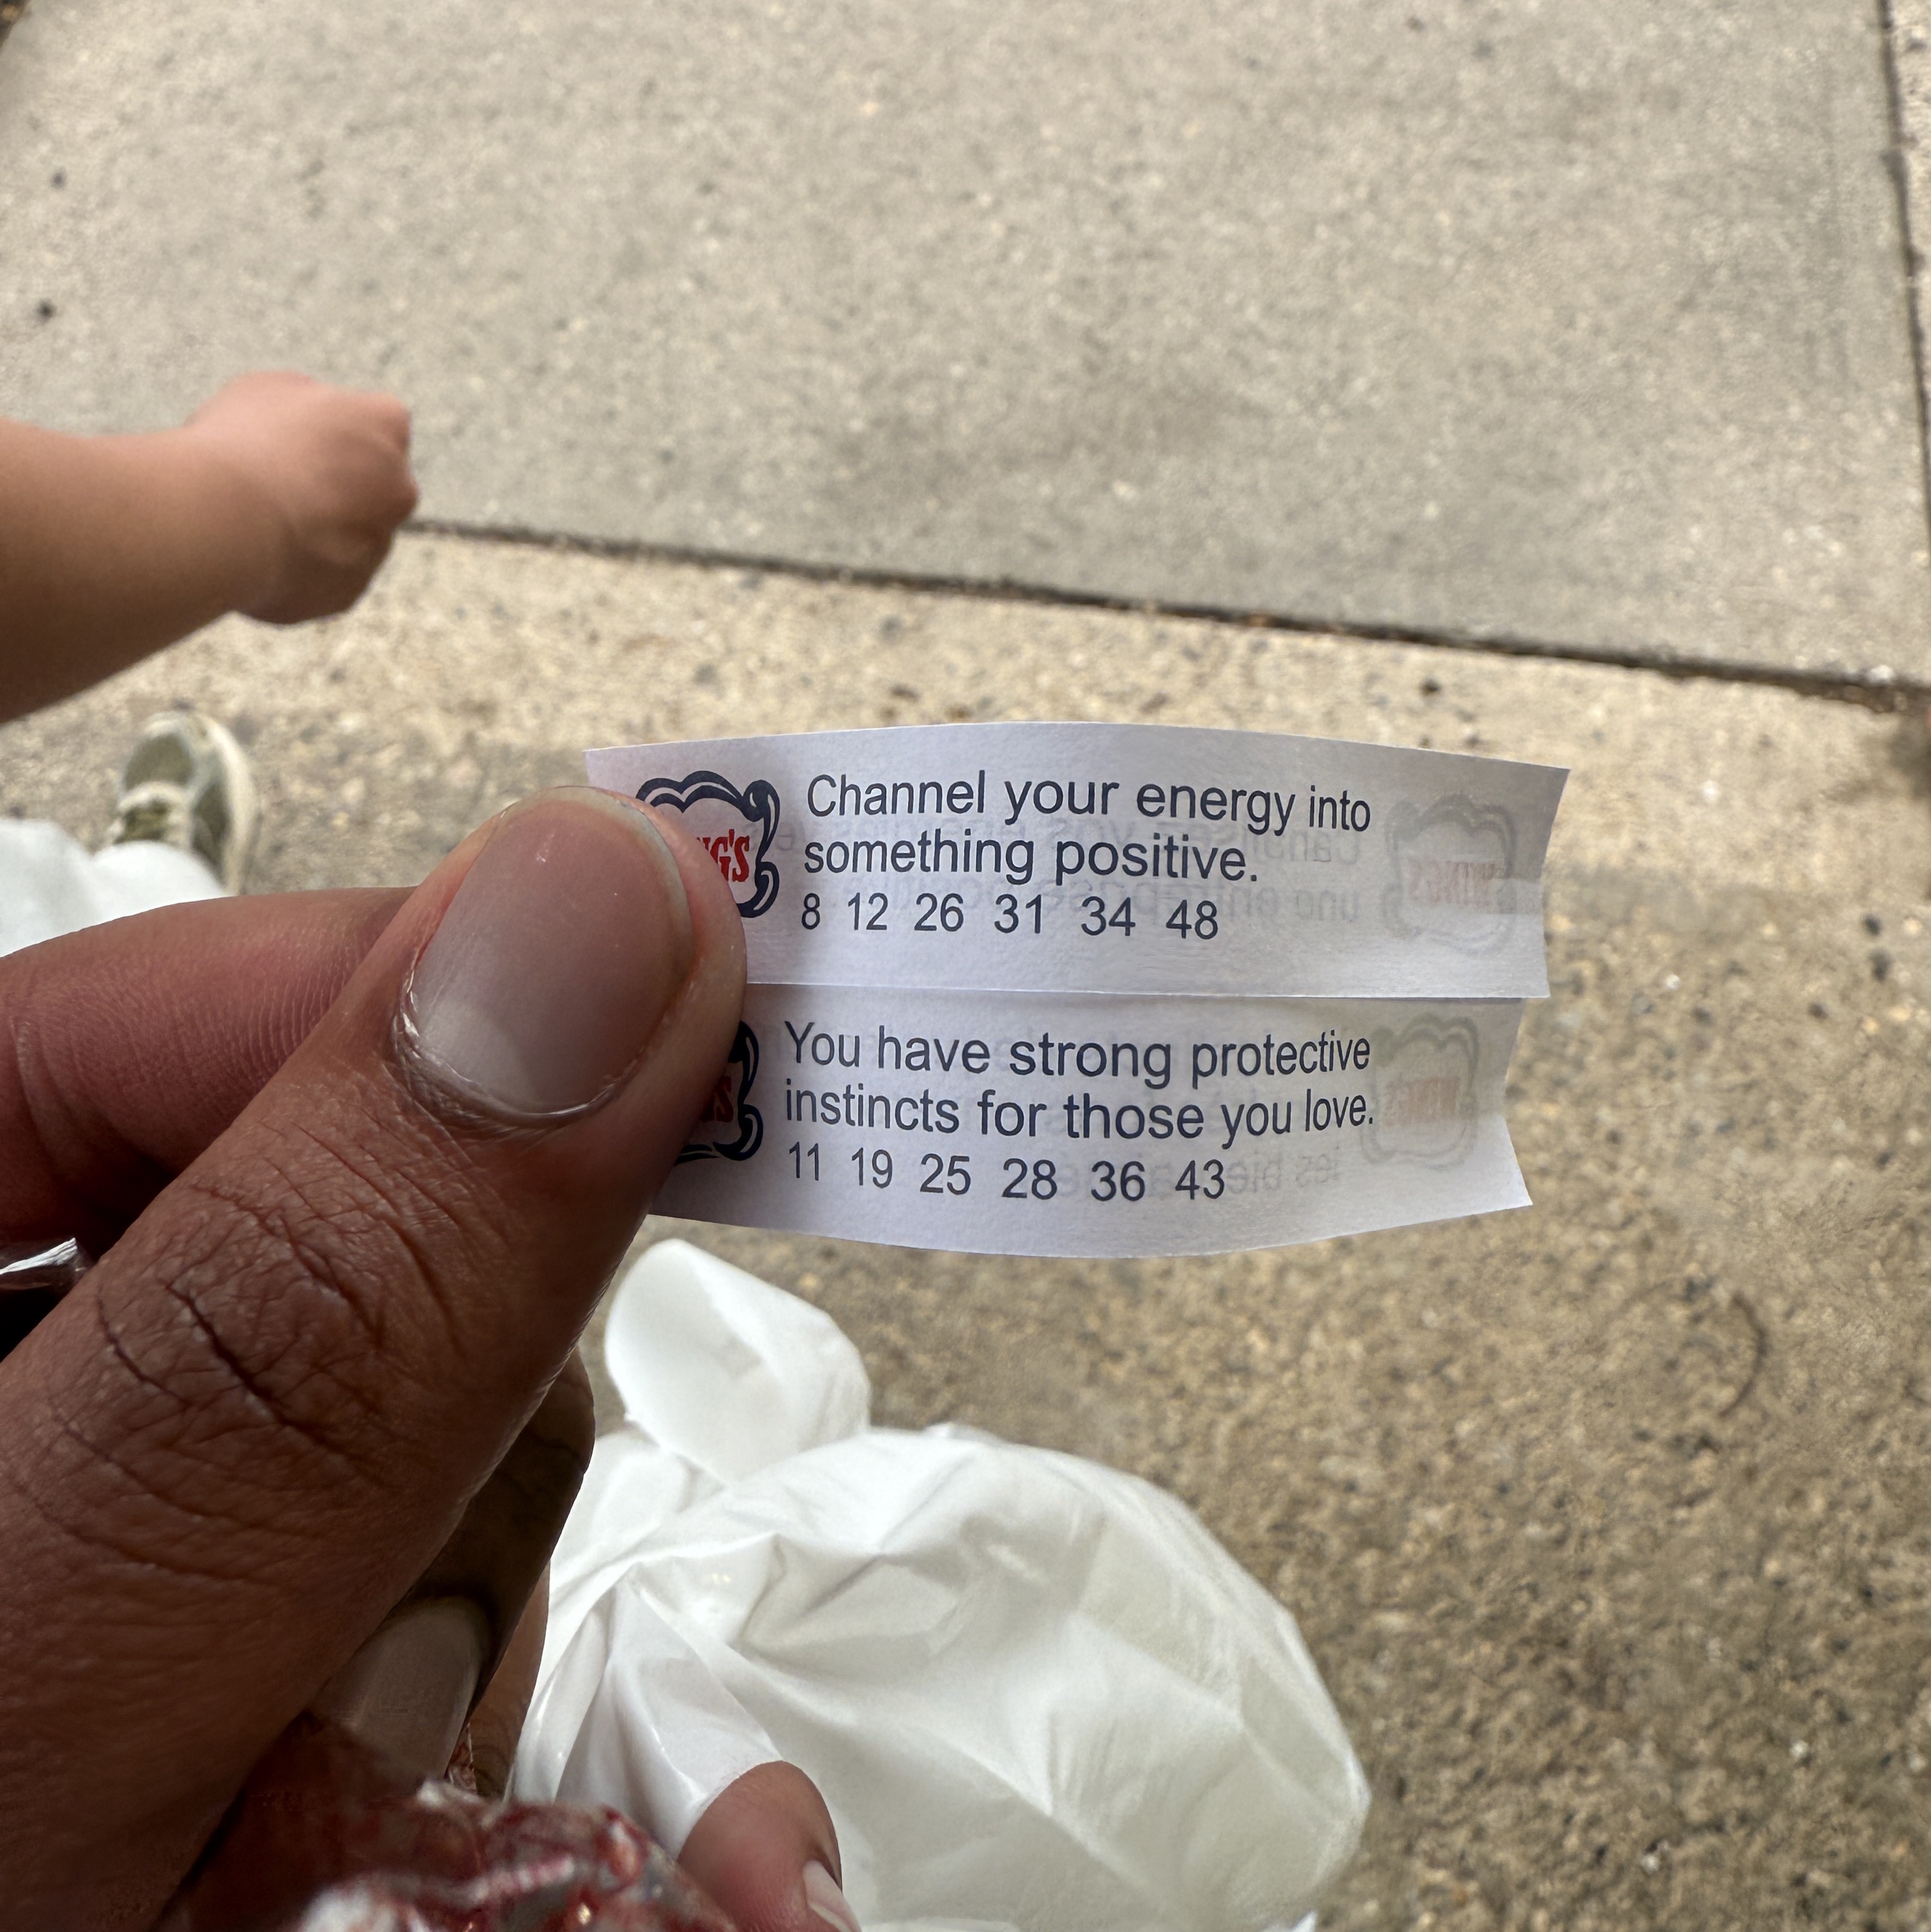 Channel your energy into
something positive.
8 12 26 31 34 48
You have strong protective
instincts for those you love.
11 19 25 28 36 43